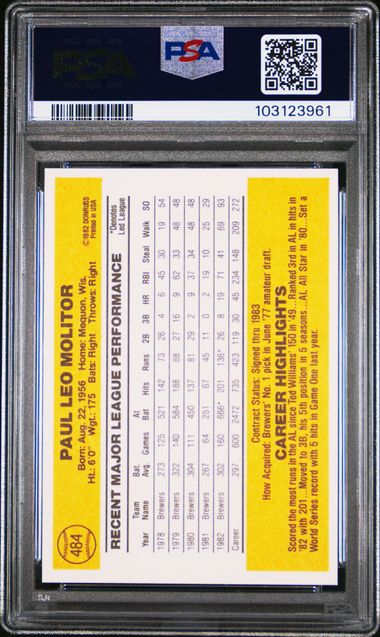 PSA PSA
103123961
484
PAUL LEO MOLITOR
Born: Aug. 22, 1956 Home: Mequon, Wis.
Ht.: 6'0" Wgt.: 175 Bats: Right Throws: Right
©1982 DONRUSS
Printed in USA
RECENT MAJOR LEAGUE PERFORMANCE
*Denotes
Led League
Team Bat. At
Year Name Avg. Games Bat Hits Runs 2B 3B HR RBI Steal Walk SO
1978 Brewers 273 125 521 142 73 26 4 6 45 30 19 54
1979 Brewers 322 140 584 188 88 27 16 9 62 33 48 48
1980 Brewers 304 111 450 137 81 29 2 9 37 34 48 48
1981 Brewers 267 64 251 67 45 11 0 2 19 10 25 29
1982 Brewers 302 160 666* 201 136* 26 8 19 71 41 69 93
Career 297 600 2472 735 423 119 30 45 234 148 209 272
Contract Status: Signed thru 1983
How Acquired: Brewers' No. 1 pick in June '77 amateur draft.
CAREER HIGHLIGHTS
Scored the most runs in the AL since Ted Williams' 150 in '49...Ranked 3rd in AL in hits in
'82 with 201...Moved to 3B, his 5th position in 5 seasons...AL All Star in '80...Set a
World Series record with 5 hits in Game One last year.